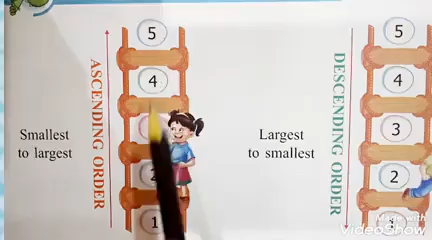 5
4
2
1
ASCENDING ORDER
Smallest
to largest
Largest
to smallest
DESCENDING ORDER
5
4
3
2
Made with
VideoShow